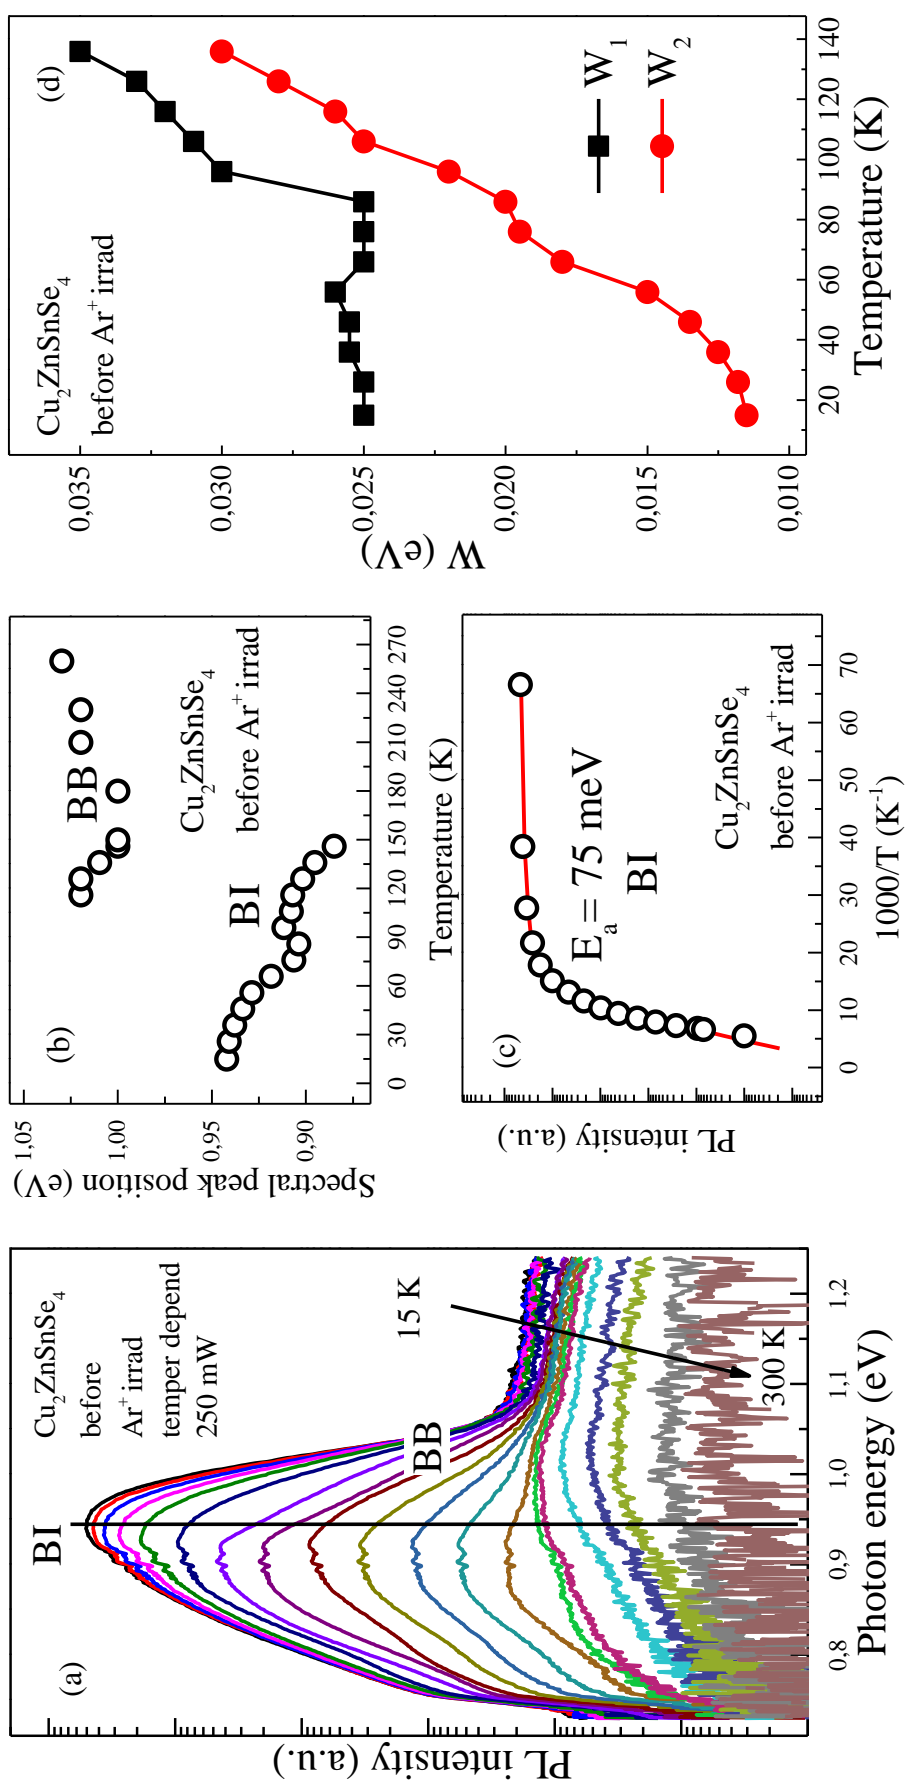 (a)
BI
Cu₂ZnSnSe₄
before
Ar⁺ irrad
temper depend
250 mW
15 K
BB
300 K
PL intensity (a.u.)
0,8
0,9
1,0
1,1
1,2
Photon energy (eV)
(b)
1,05
1,00
0,95
0,90
Spectral peak position (eV)
BB
BI
Cu₂ZnSnSe₄
before Ar⁺ irrad
0
30
60
90
120
150
180
210
240
270
Temperature (K)
(c)
PL intensity (a.u.)
Eₐ = 75 meV
BI
Cu₂ZnSnSe₄
before Ar⁺ irrad
0
10
20
30
40
50
60
70
1000/T (K⁻¹)
(d)
Cu₂ZnSnSe₄
before Ar⁺ irrad
0,035
0,030
0,025
0,020
0,015
0,010
W (eV)
W₁
W₂
20
40
60
80
100
120
140
Temperature (K)